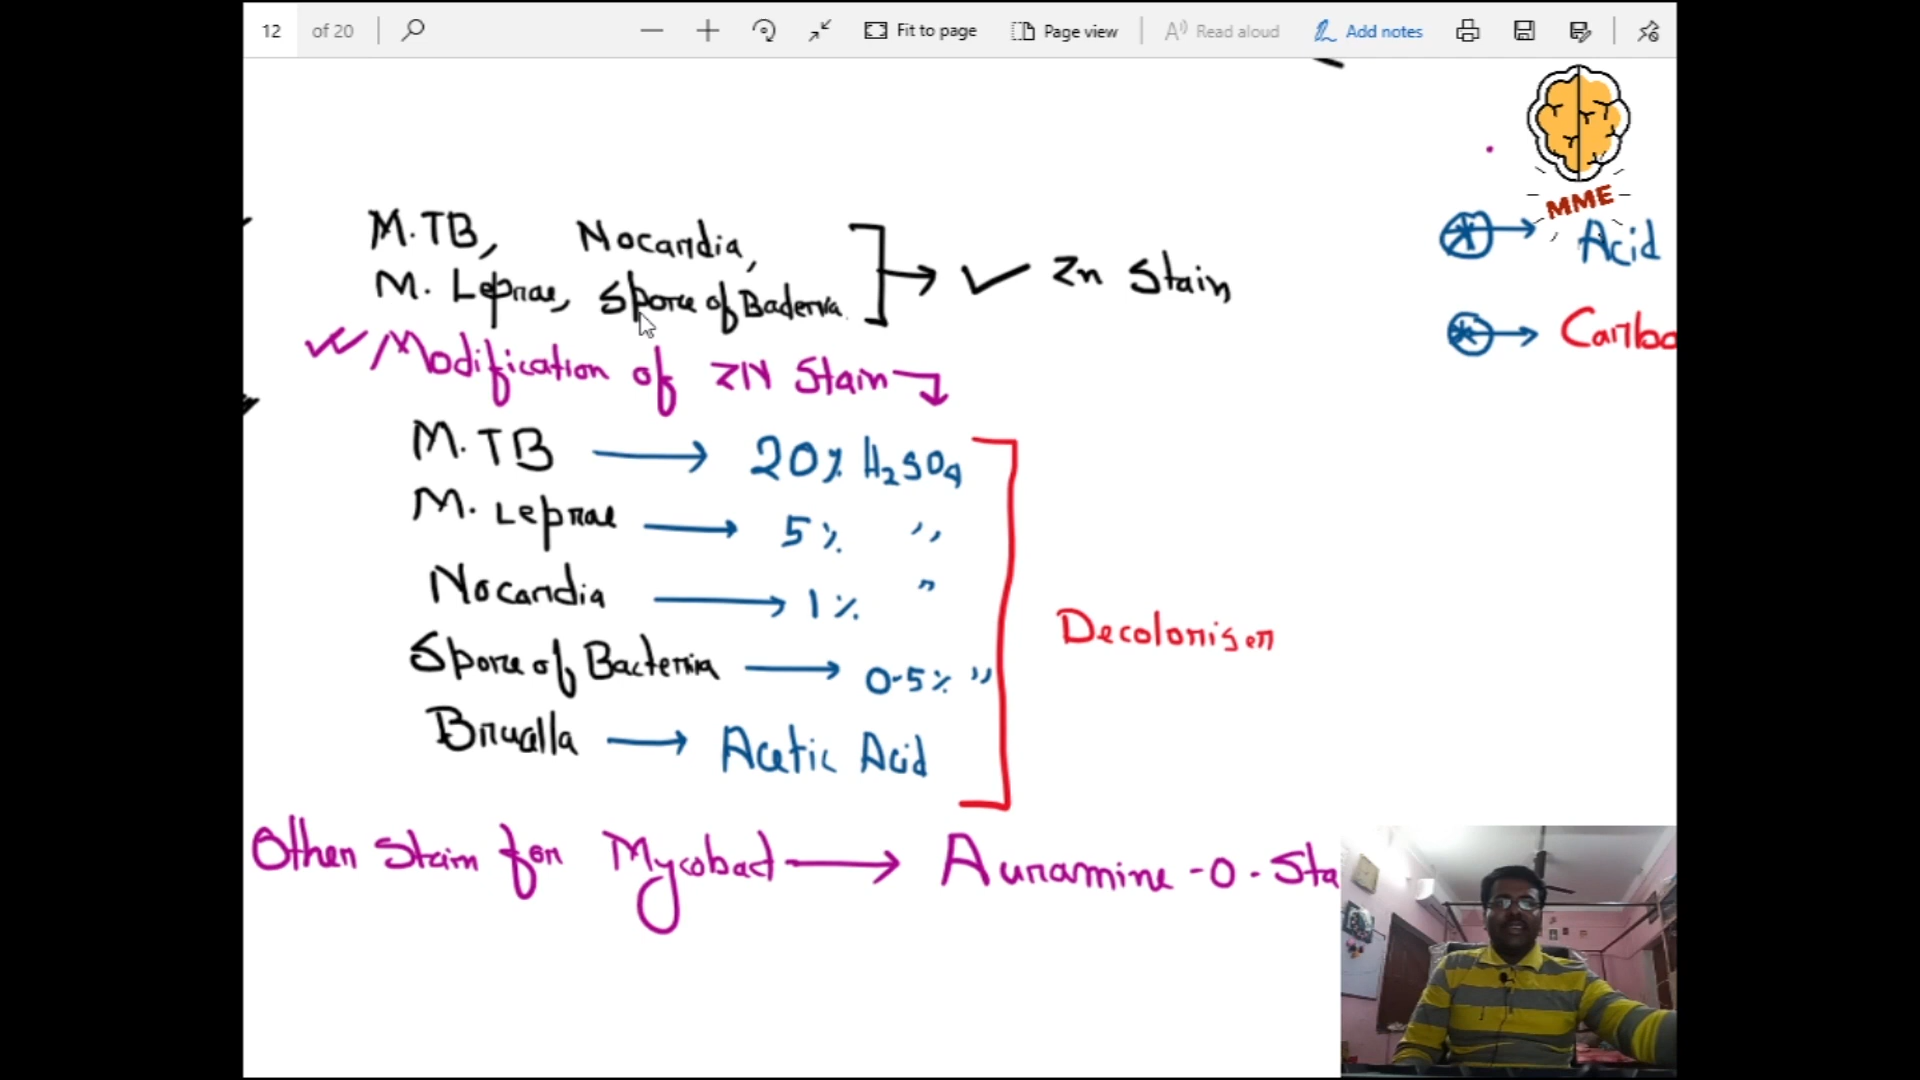 12 of 20 Fit to page Page view Read aloud Add notes
MME
M.TB, Nocardia,
M. Leprae, Spore of Bacteria.
Zn Stain
Acid
Carbo
Modification of ZN Stain
M.TB → 20% H₂SO₄
M. Leprae → 5% "
Nocardia → 1% "
Spore of Bacteria → 0.5% "
Brucella → Acetic Acid
Decoloriser
Other Stain for Mycobact → Auramine-O-Sta